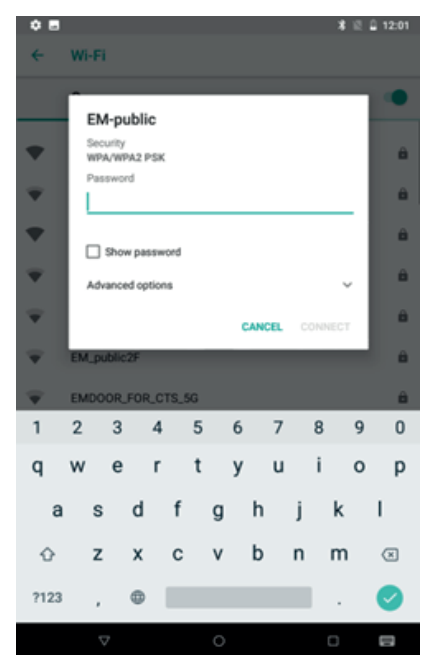 12:01
Wi-Fi
EM-public
Security
WPA/WPA2 PSK
Password
Show password
Advanced options
CANCEL CONNECT
EM_public2F
EMDOOR_FOR_CTS_5G
1 2 3 4 5 6 7 8 9 0
q w e r t y u i o p
a s d f g h j k l
z x c v b n m
?123 , .